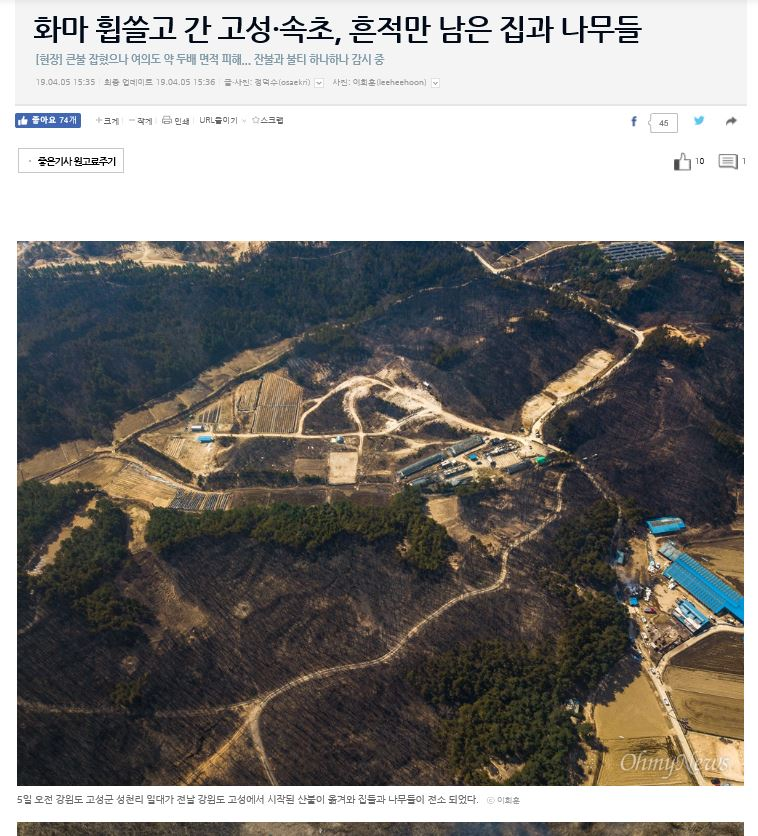 화마 휩쓸고 간 고성·속초, 흔적만 남은 집과 나무들
[현장] 큰불 잡혔으나 여의도 약 두배 면적 피해... 잔불과 불티 하나하나 감시 중
19.04.05 15:35 | 최종 업데이트 19.04.05 15:36 | 글·사진: 정덕수(osaekri) 사진: 이희훈(leeheehoon)
좋아요 74개 +크게 -작게 인쇄 URL줄이기 ☆스크랩 45
· 좋은기사 원고료주기 10 1
OhmyNews
5일 오전 강원도 고성군 성천리 일대가 전날 강원도 고성에서 시작된 산불이 옮겨와 집들과 나무들이 전소 되었다. ⓒ 이희훈